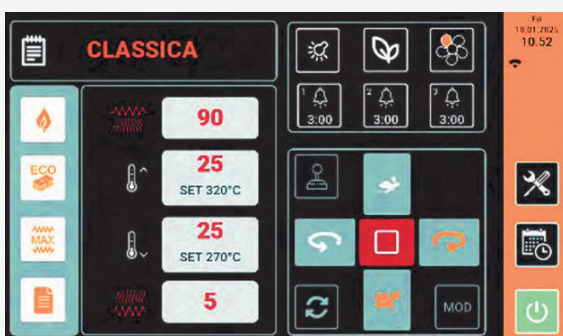 Fri
10.01.2025
10.52
CLASSICA
1 2 3
3:00 3:00 3:00
90
ECO
25
SET 320°C
MAX
25
SET 270°C
5
MOD